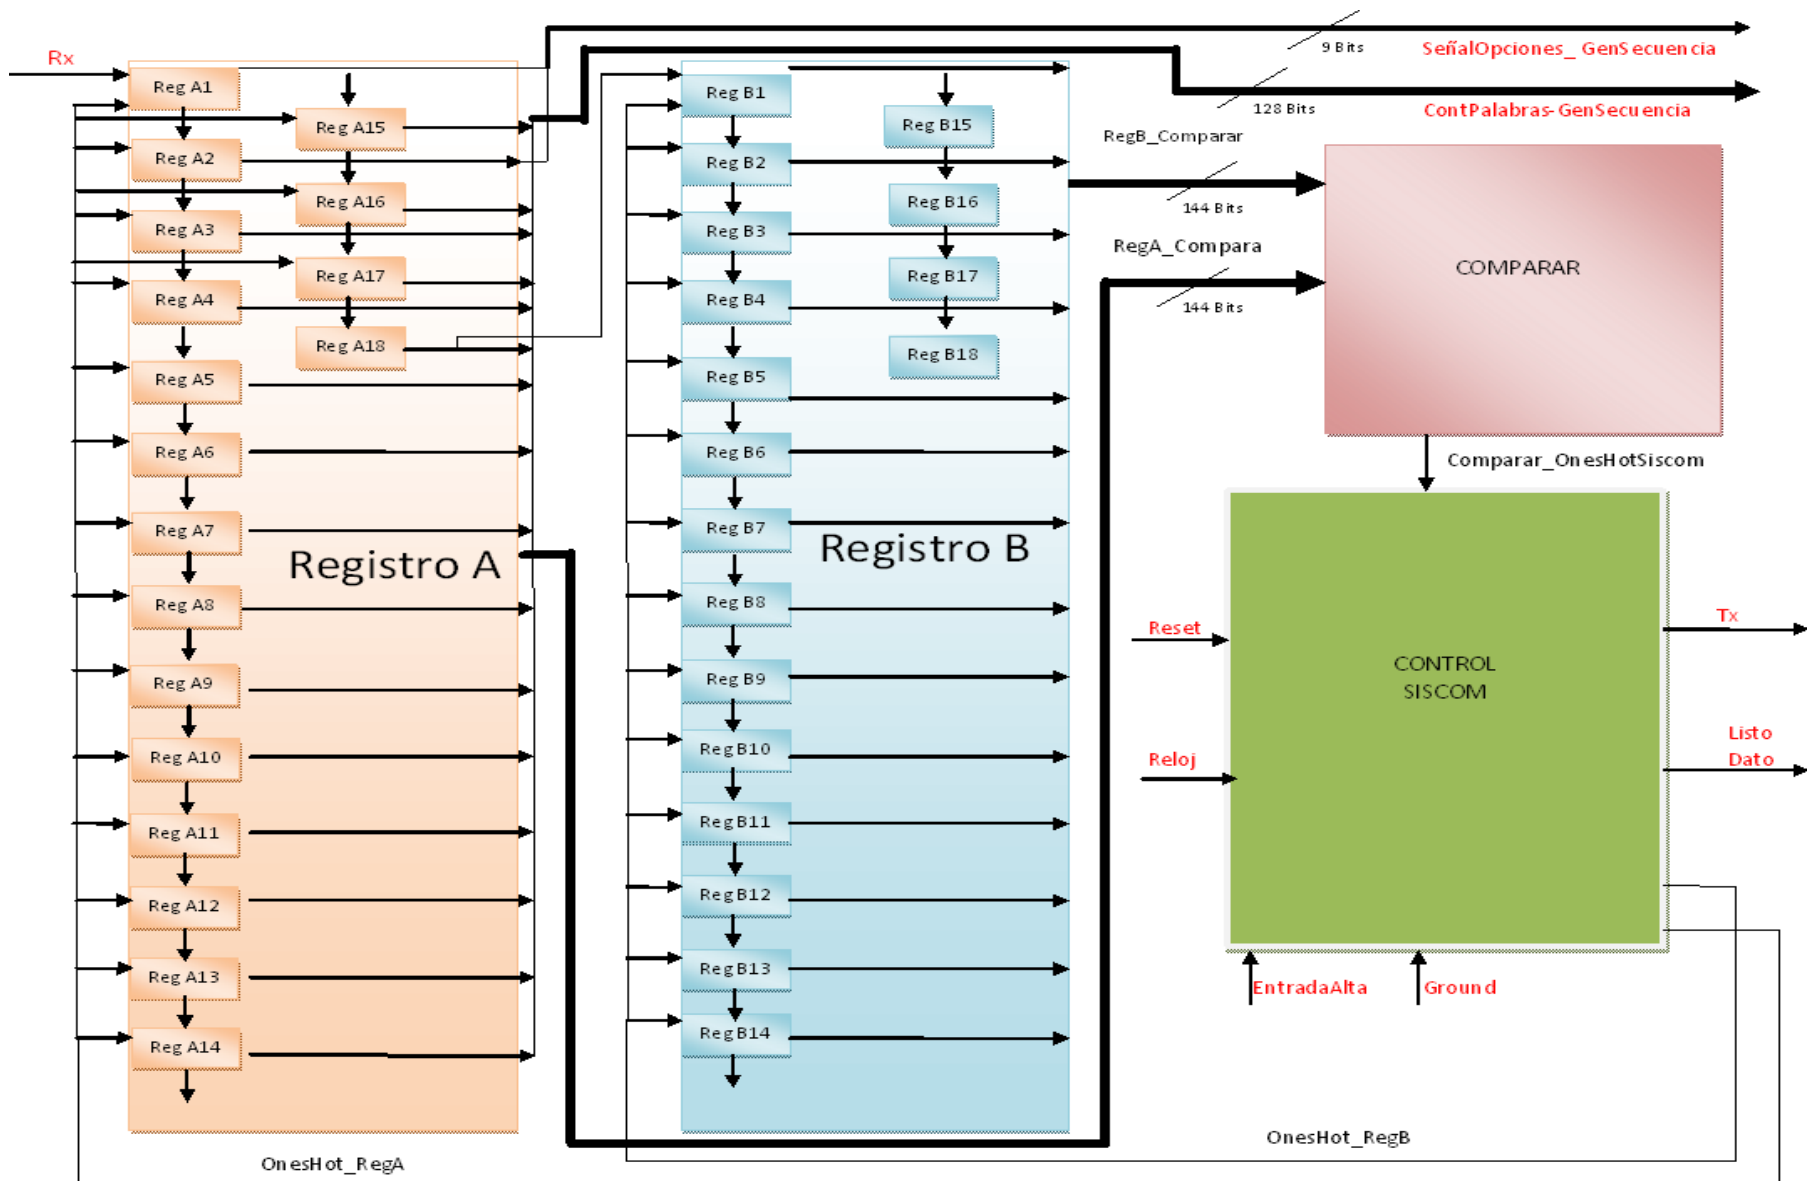 Rx
9 Bits
SeñalOpciones_ GenSecuencia
128 Bits
ContPalabras-GenSecuencia
Reg A1
Reg A2
Reg A3
Reg A4
Reg A5
Reg A6
Reg A7
Reg A8
Reg A9
Reg A10
Reg A11
Reg A12
Reg A13
Reg A14
Reg A15
Reg A16
Reg A17
Reg A18
Registro A
Reg B1
Reg B2
Reg B3
Reg B4
Reg B5
Reg B6
Reg B7
Reg B8
Reg B9
Reg B10
Reg B11
Reg B12
Reg B13
Reg B14
Reg B15
Reg B16
Reg B17
Reg B18
Registro B
RegB_Comparar
144 Bits
RegA_Compara
144 Bits
COMPARAR
Comparar_OnesHotSiscom
Reset
Reloj
CONTROL
SISCOM
Tx
Listo
Dato
EntradaAlta
Ground
OnesHot_RegB
OnesHot_RegA